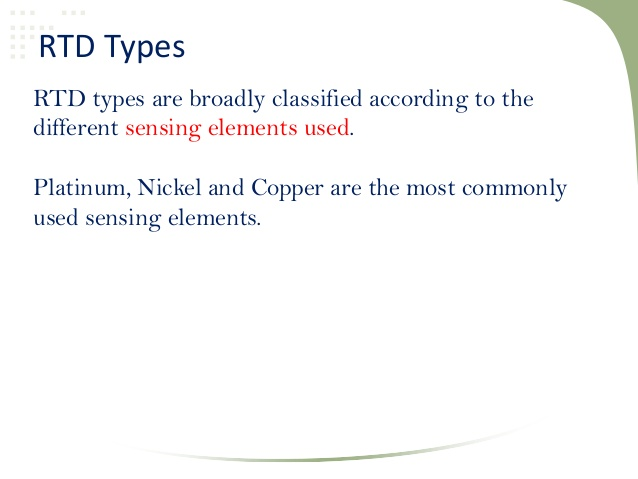 RTD Types
RTD types are broadly classified according to the
different sensing elements used.
Platinum, Nickel and Copper are the most commonly
used sensing elements.